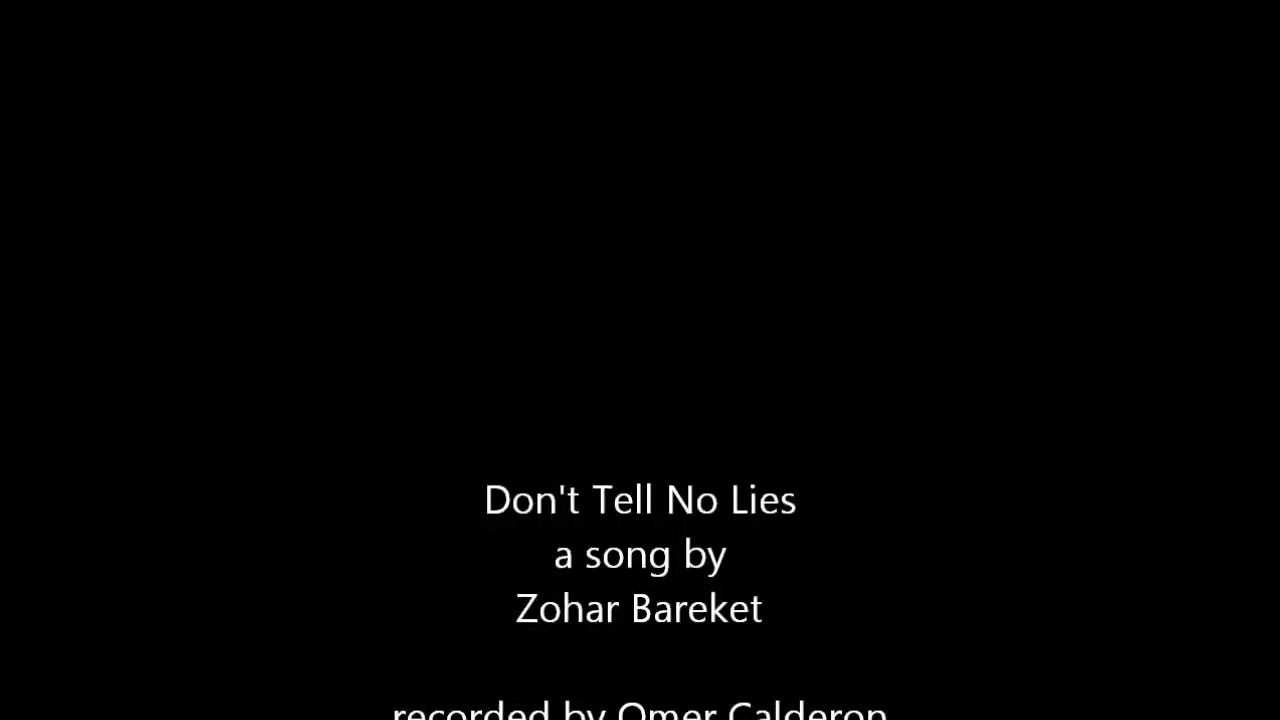 Don't Tell No Lies
a song by
Zohar Bareket
recorded by Omer Calderon